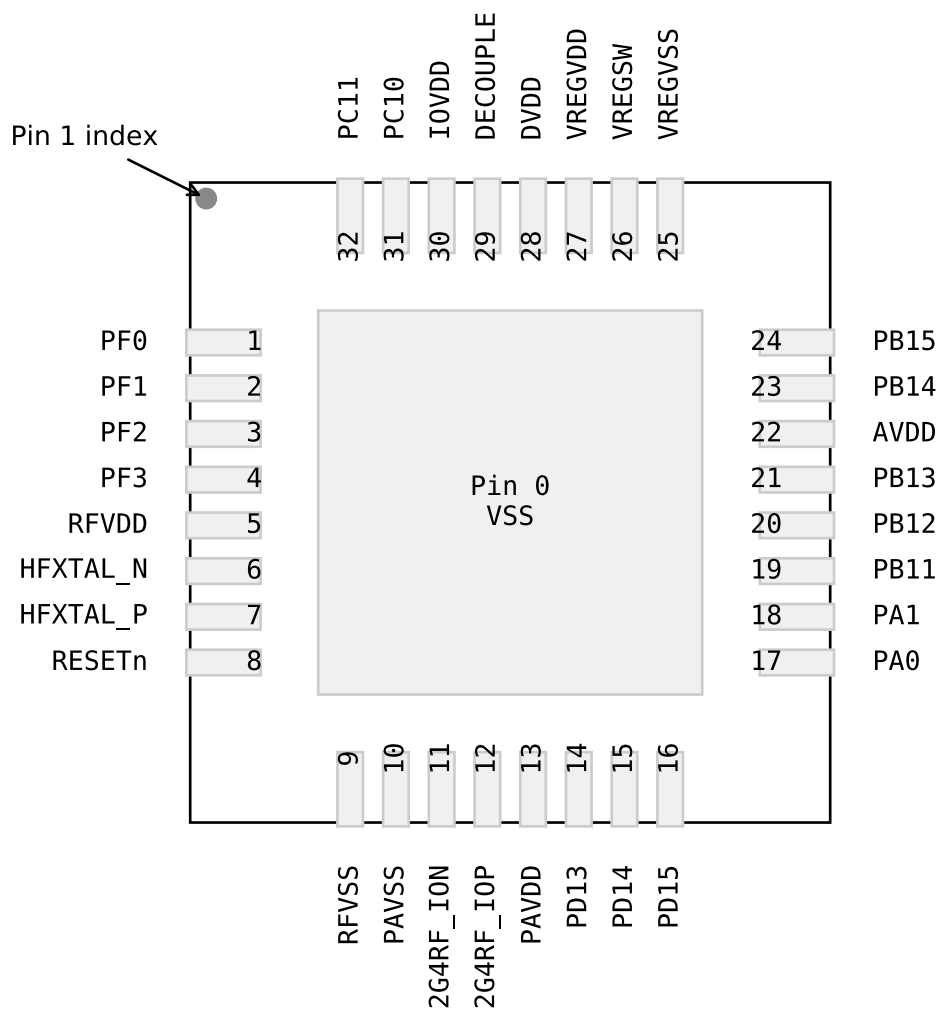 PC11
PC10
IOVDD
DECOUPLE
DVDD
VREGVDD
VREGSW
VREGVSS
Pin 1 index
32
31
30
29
28
27
26
25
PF0 1
24 PB15
PF1 2
23 PB14
PF2 3
22 AVDD
PF3 4
21 PB13
Pin 0
VSS
RFVDD 5
20 PB12
HFXTAL_N 6
19 PB11
HFXTAL_P 7
18 PA1
RESETn 8
17 PA0
9
10
11
12
13
14
15
16
RFVSS
PAVSS
2G4RF_ION
2G4RF_IOP
PAVDD
PD13
PD14
PD15